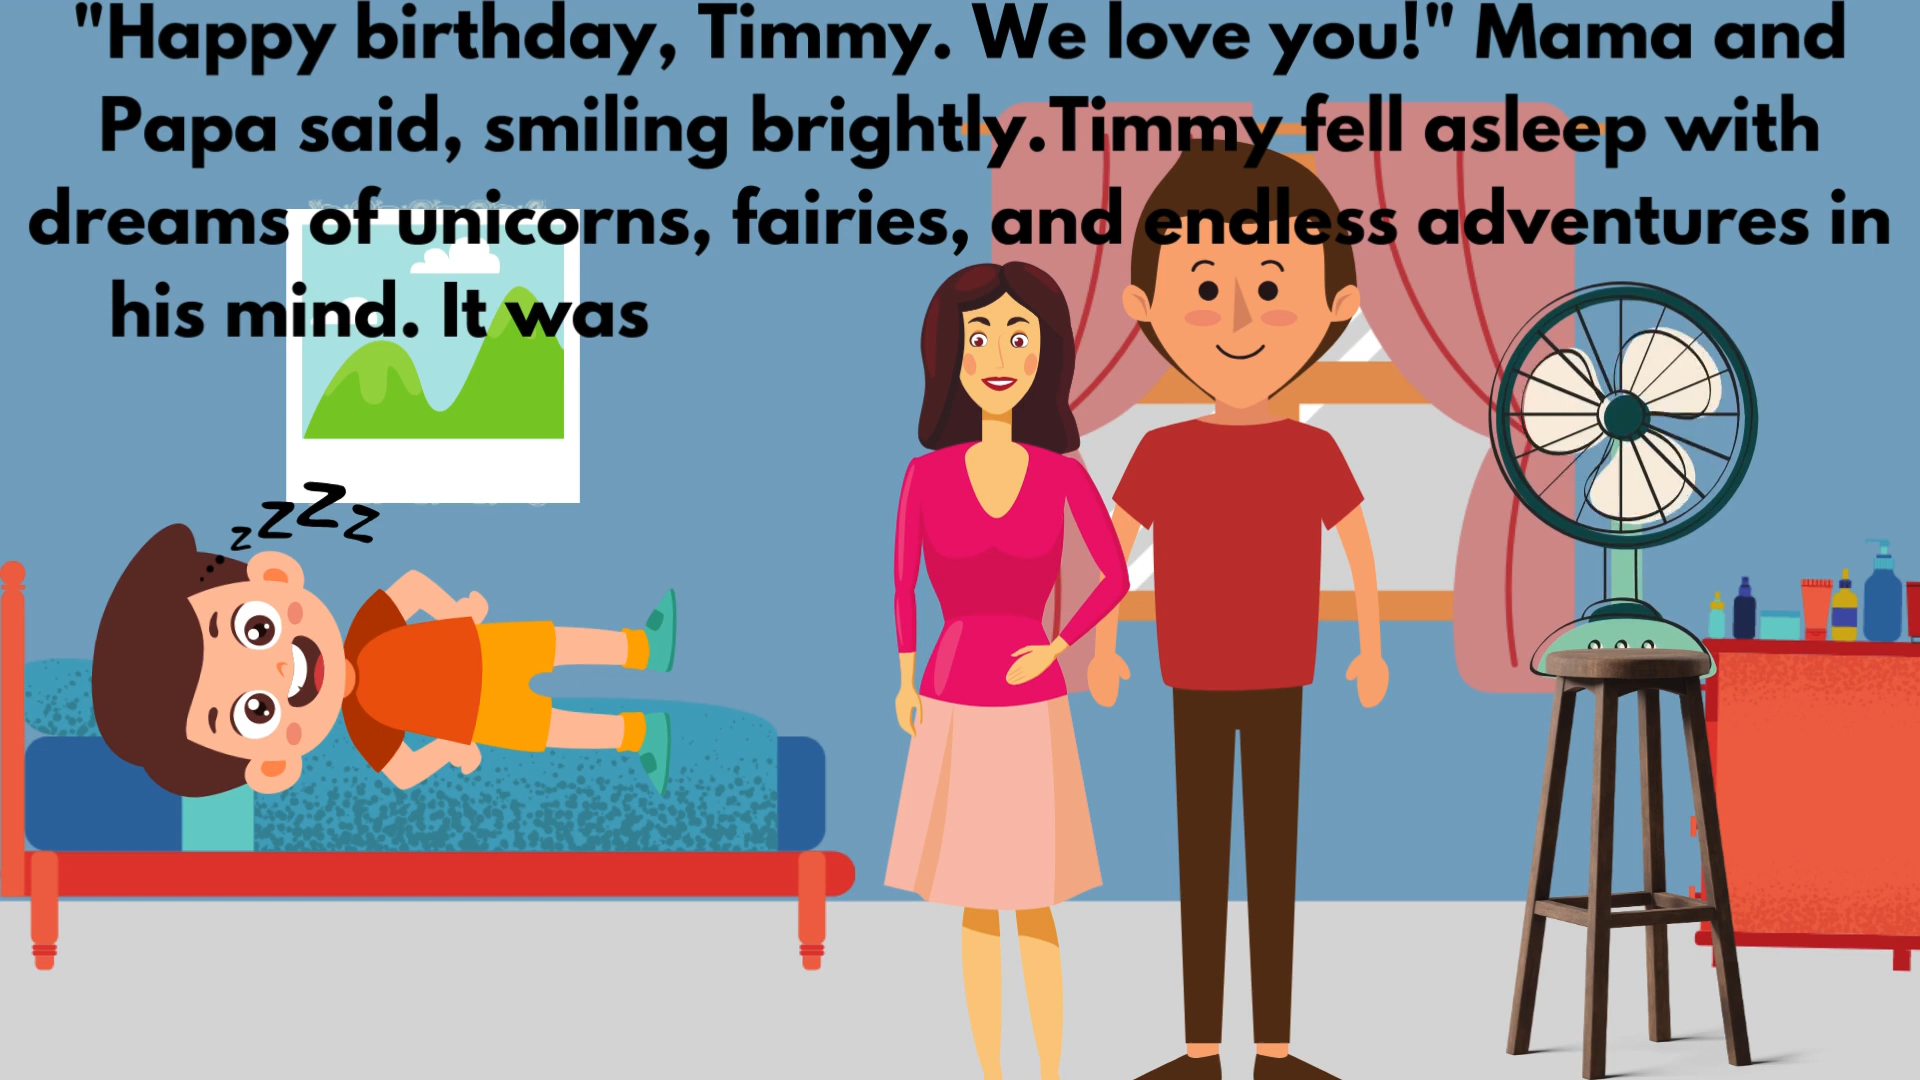 "Happy birthday, Timmy. We love you!" Mama and
Papa said, smiling brightly.Timmy fell asleep with
dreams of unicorns, fairies, and endless adventures in
his mind. It was
zzzz